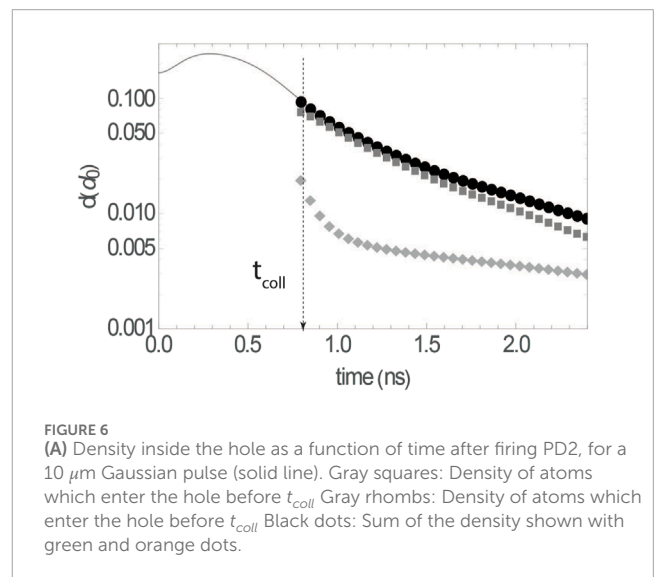 0.100
0.050
0.010
0.005
0.001
d(d0)
tcoll
0.0 0.5 1.0 1.5 2.0
time (ns)
FIGURE 6
(A) Density inside the hole as a function of time after firing PD2, for a
10 μm Gaussian pulse (solid line). Gray squares: Density of atoms
which enter the hole before tcoll Gray rhombs: Density of atoms which
enter the hole before tcoll Black dots: Sum of the density shown with
green and orange dots.